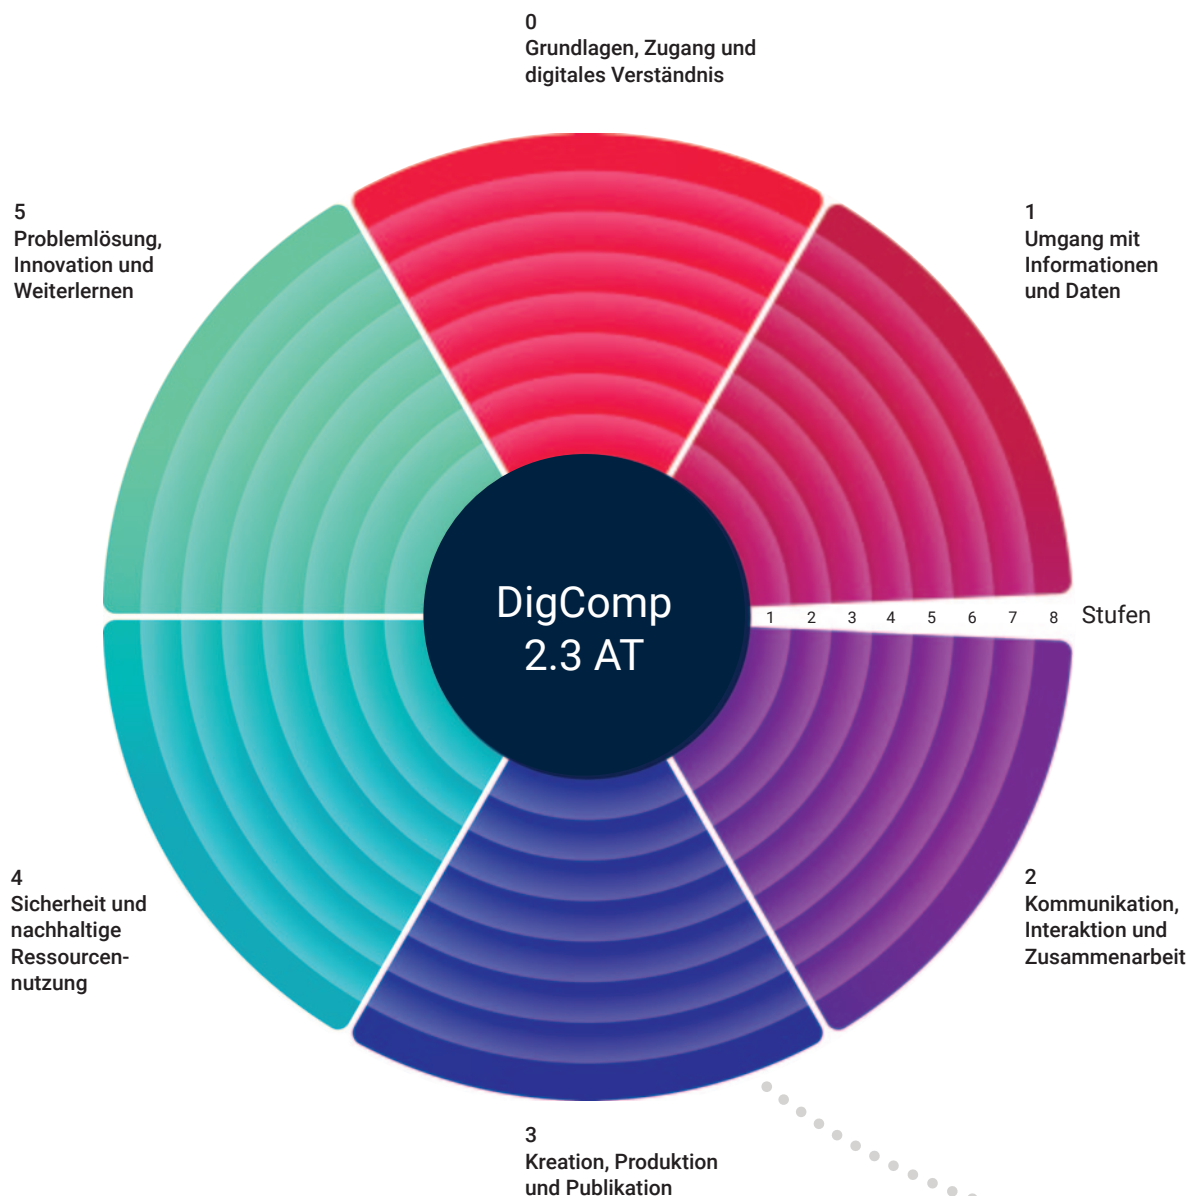 0
Grundlagen, Zugang und
digitales Verständnis
5
Problemlösung,
Innovation und
Weiterlernen
1
Umgang mit
Informationen
und Daten
DigComp
2.3 AT
1 2 3 4 5 6 7 8 Stufen
4
Sicherheit und
nachhaltige
Ressourcen-
nutzung
2
Kommunikation,
Interaktion und
Zusammenarbeit
3
Kreation, Produktion
und Publikation